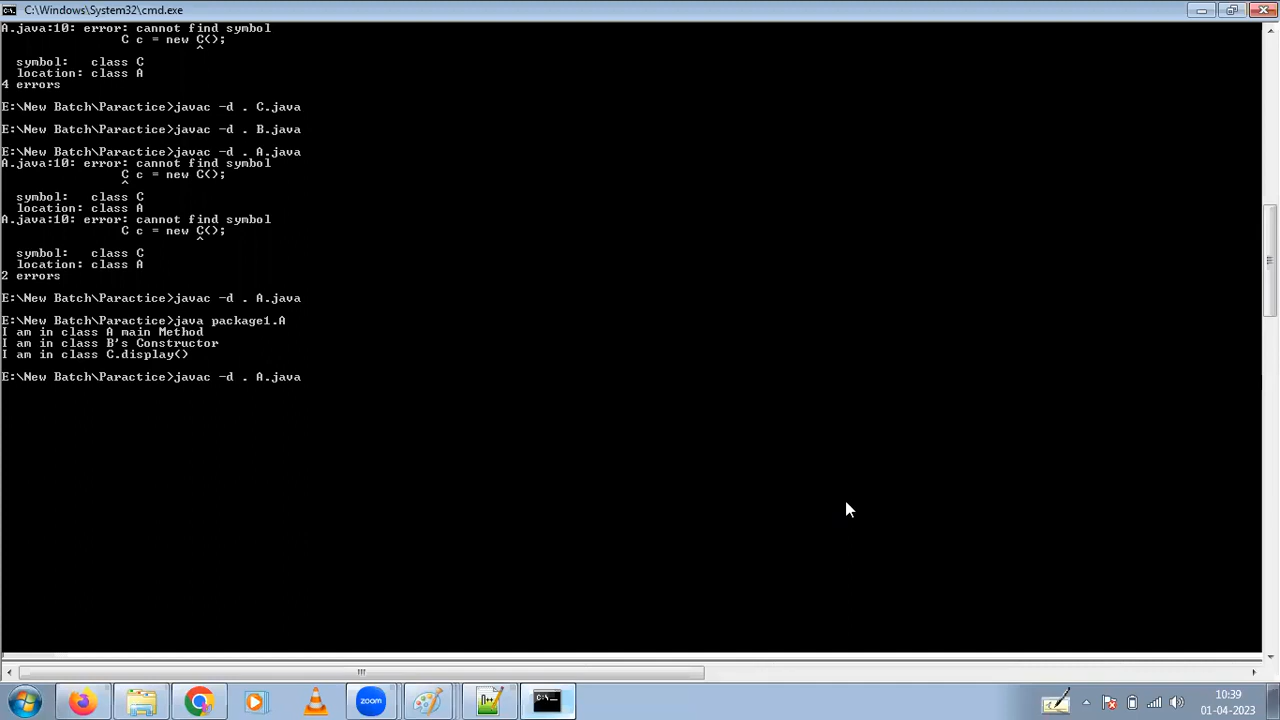 C:\Windows\System32\cmd.exe
A.java:10: error: cannot find symbol
C c = new C();
^
symbol:   class C
location: class A
4 errors
E:\New Batch\Paractice>javac -d . C.java
E:\New Batch\Paractice>javac -d . B.java
E:\New Batch\Paractice>javac -d . A.java
A.java:10: error: cannot find symbol
C c = new C();
^
symbol:   class C
location: class A
A.java:10: error: cannot find symbol
C c = new C();
^
symbol:   class C
location: class A
2 errors
E:\New Batch\Paractice>javac -d . A.java
E:\New Batch\Paractice>java package1.A
I am in class A main Method
I am in class B's Constructor
I am in class C.display()
E:\New Batch\Paractice>javac -d . A.java
zoom
N++
C:\_
10:39
01-04-2023